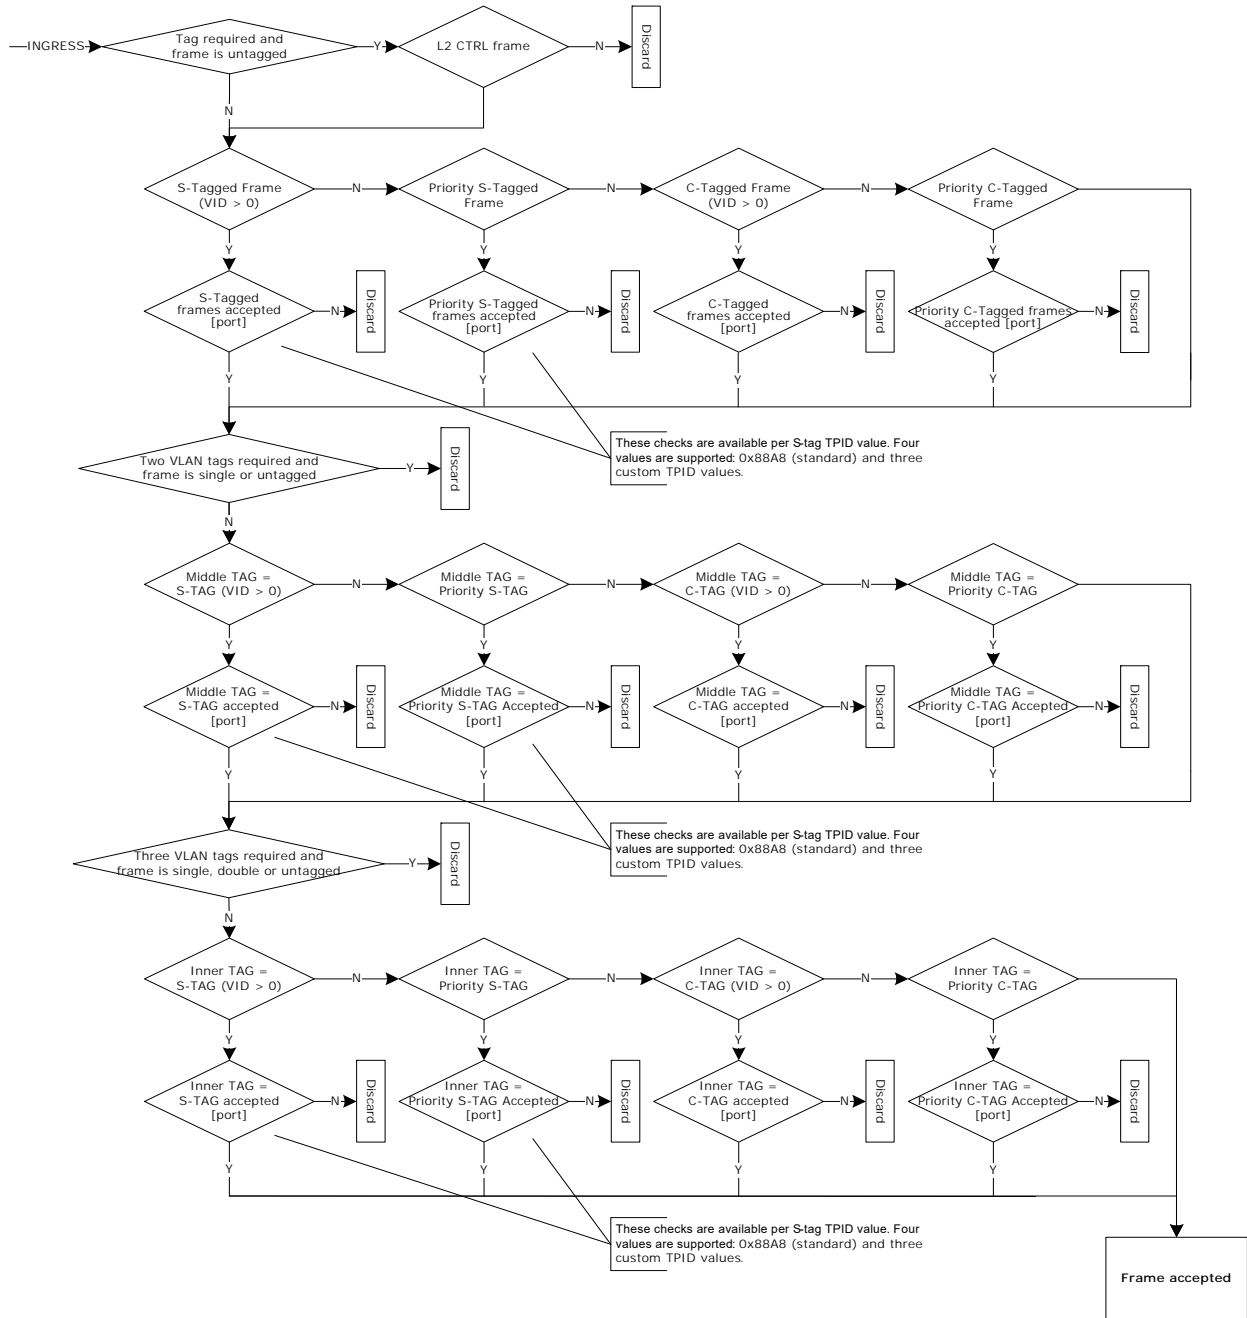 INGRESS
Tag required and
frame is untagged
Y
L2 CTRL frame
N
Discard
N
S-Tagged Frame
(VID > 0)
N
Priority S-Tagged
Frame
N
C-Tagged Frame
(VID > 0)
N
Priority C-Tagged
Frame
Y
Y
Y
Y
S-Tagged
frames accepted
[port]
N
Discard
Priority S-Tagged
frames accepted
[port]
N
Discard
C-Tagged
frames accepted
[port]
N
Discard
Priority C-Tagged frames
accepted [port]
N
Discard
Y
Y
Y
Y
These checks are available per S-tag TPID value. Four
values are supported: 0x88A8 (standard) and three
custom TPID values.
Two VLAN tags required and
frame is single or untagged
Y
Discard
N
Middle TAG =
S-TAG (VID > 0)
N
Middle TAG =
Priority S-TAG
N
Middle TAG =
C-TAG (VID > 0)
N
Middle TAG =
Priority C-TAG
Y
Y
Y
Y
Middle TAG =
S-TAG accepted
[port]
N
Discard
Middle TAG =
Priority S-TAG Accepted
[port]
N
Discard
Middle TAG =
C-TAG accepted
[port]
N
Discard
Middle TAG =
Priority C-TAG Accepted
[port]
N
Discard
Y
Y
Y
Y
These checks are available per S-tag TPID value. Four
values are supported: 0x88A8 (standard) and three
custom TPID values.
Three VLAN tags required and
frame is single, double or untagged
Y
Discard
N
Inner TAG =
S-TAG (VID > 0)
N
Inner TAG =
Priority S-TAG
N
Inner TAG =
C-TAG (VID > 0)
N
Inner TAG =
Priority C-TAG
Y
Y
Y
Y
Inner TAG =
S-TAG accepted
[port]
N
Discard
Inner TAG =
Priority S-TAG Accepted
[port]
N
Discard
Inner TAG =
C-TAG accepted
[port]
N
Discard
Inner TAG =
Priority C-TAG Accepted
[port]
N
Discard
Y
Y
Y
Y
These checks are available per S-tag TPID value. Four
values are supported: 0x88A8 (standard) and three
custom TPID values.
Frame accepted